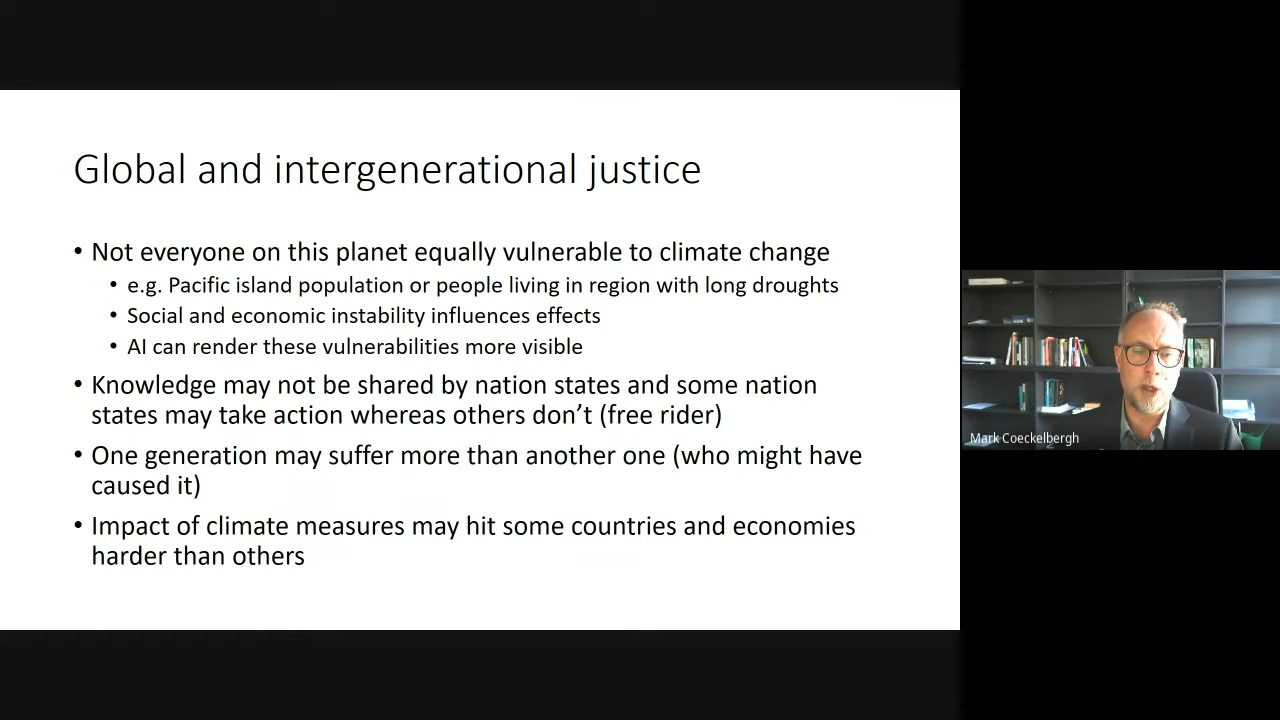 Global and intergenerational justice
• Not everyone on this planet equally vulnerable to climate change
• e.g. Pacific island population or people living in region with long droughts
• Social and economic instability influences effects
• AI can render these vulnerabilities more visible
• Knowledge may not be shared by nation states and some nation
states may take action whereas others don’t (free rider)
• One generation may suffer more than another one (who might have
caused it)
• Impact of climate measures may hit some countries and economies
harder than others
Mark Coeckelbergh